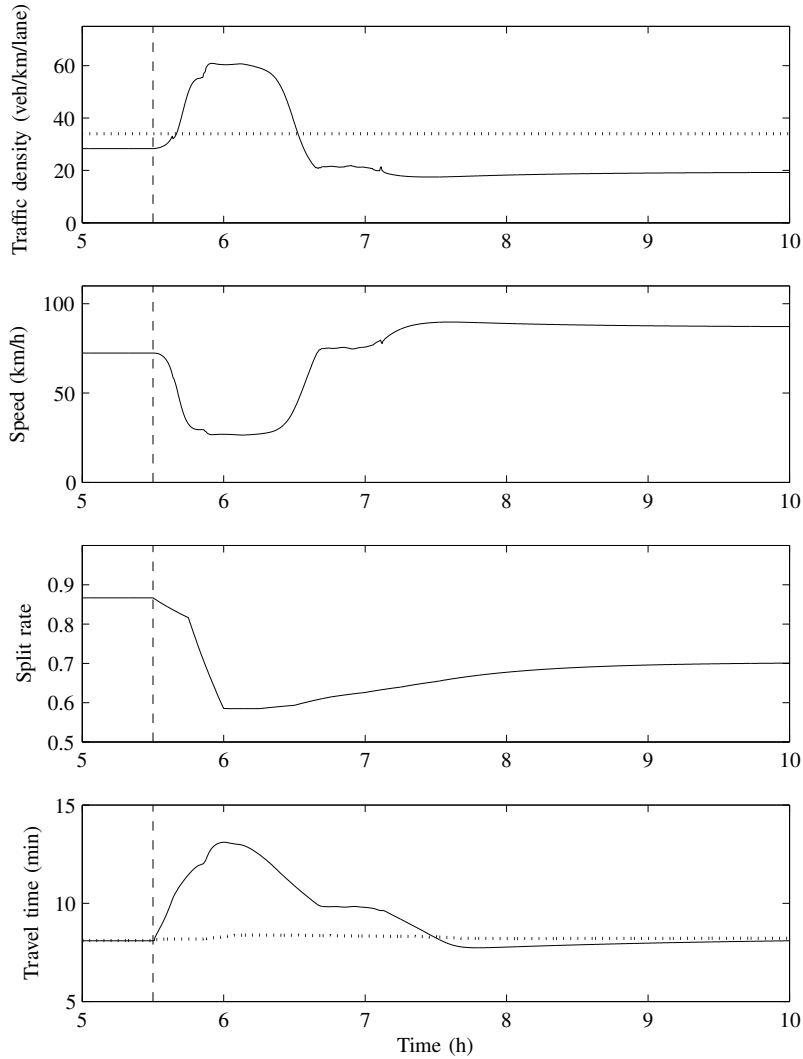 Traffic density (veh/km/lane)
60
40
20
0
5 6 7 8 9 10
Speed (km/h)
100
50
0
5 6 7 8 9 10
Split rate
0.9
0.8
0.7
0.6
0.5
5 6 7 8 9 10
Travel time (min)
15
10
5
5 6 7 8 9 10
Time (h)